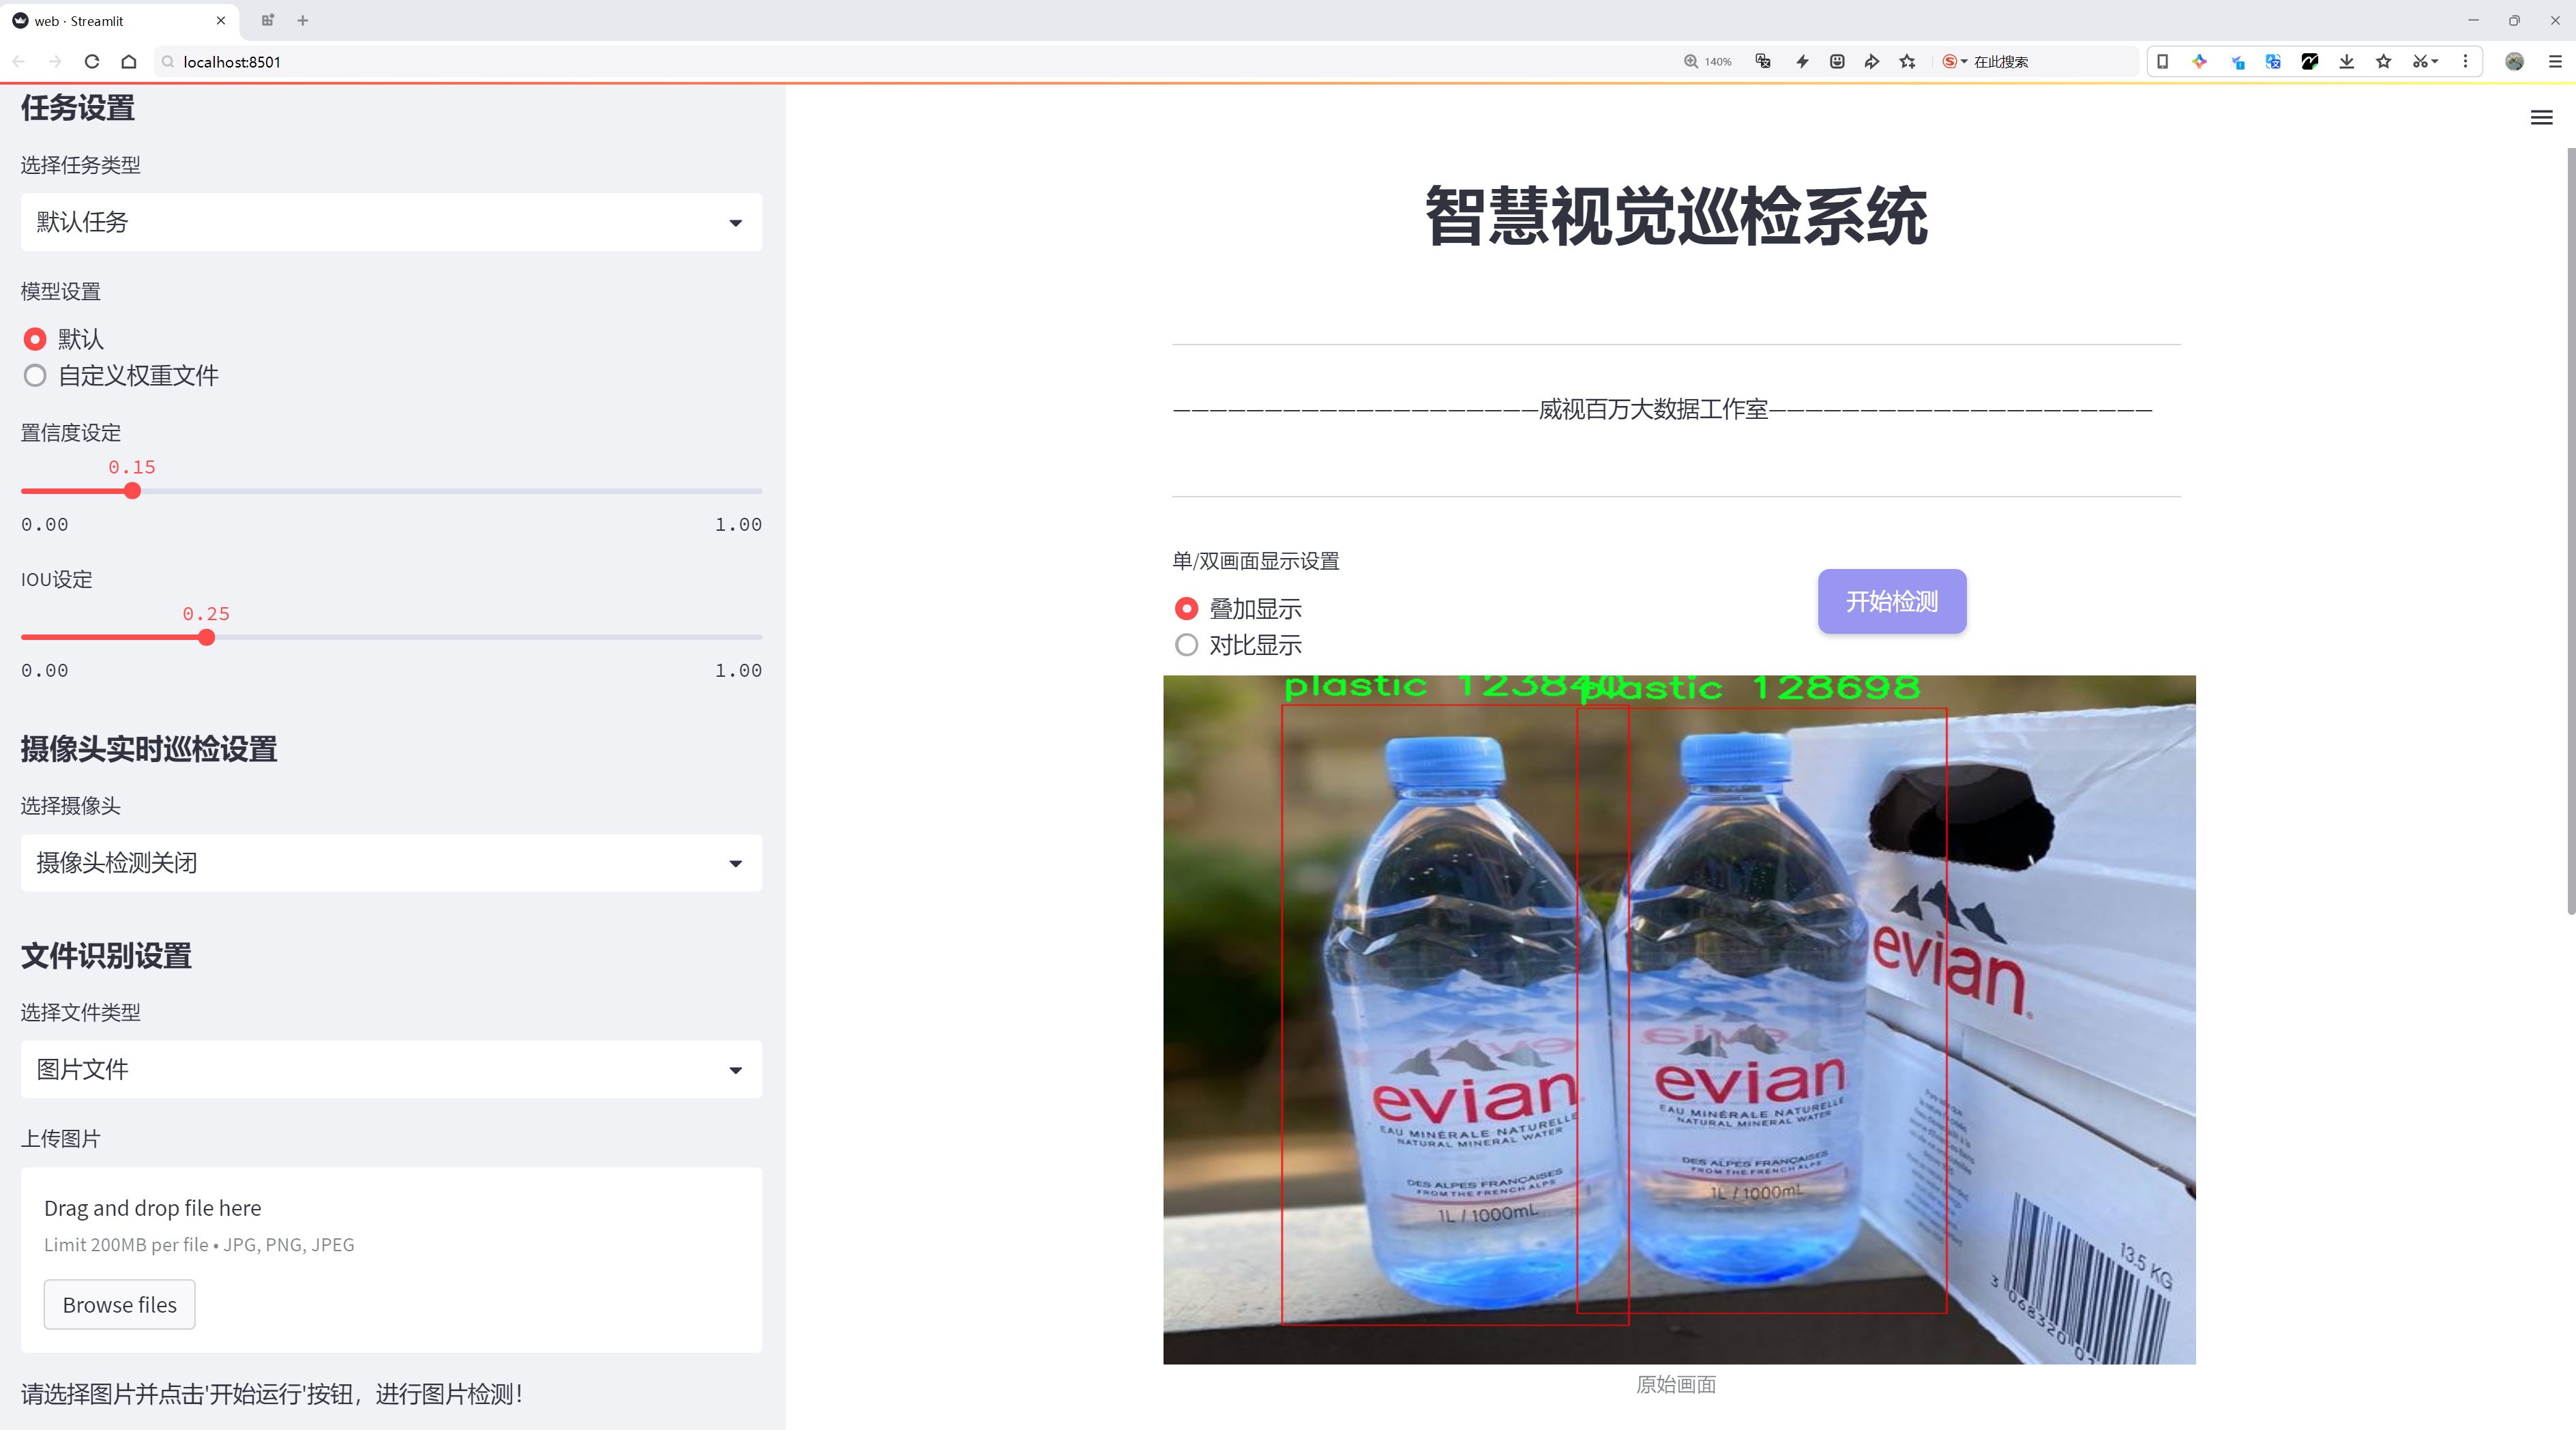 web · Streamlit
localhost:8501
140%
在此搜索
任务设置
选择任务类型
默认任务
模型设置
默认
自定义权重文件
置信度设定
0.15
0.00 1.00
IOU设定
0.25
0.00 1.00
摄像头实时巡检设置
选择摄像头
摄像头检测关闭
文件识别设置
选择文件类型
图片文件
上传图片
Drag and drop file here
Limit 200MB per file • JPG, PNG, JPEG
Browse files
请选择图片并点击'开始运行'按钮，进行图片检测！
智慧视觉巡检系统
—————————————————————威视百万大数据工作室—————————————————————
单/双画面显示设置
叠加显示
对比显示
开始检测
plastic
plastic 128698
evian
EAU MINÉRALE NATURELLE
NATURAL MINERAL WATER
DES ALPES FRANÇAISES
FROM THE FRENCH ALPS
1L / 1000mL
evian
EAU MINÉRALE NATURELLE
NATURAL MINERAL WATER
DES ALPES FRANÇAISES
FROM THE FRENCH ALPS
1L / 1000mL
evian
13.5 KG
原始画面